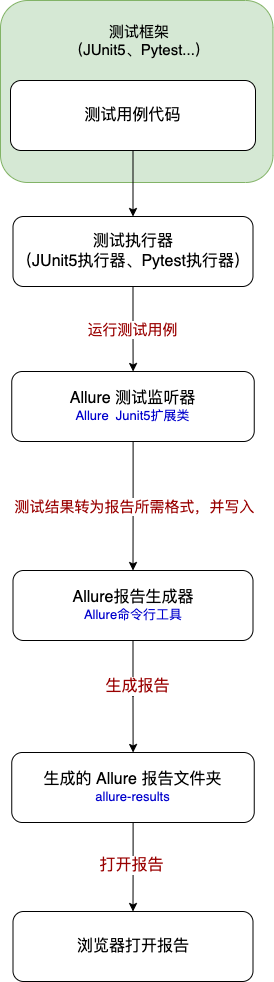 测试框架
（JUnit5、Pytest...）
测试用例代码
测试执行器
（JUnit5执行器、Pytest执行器）
运行测试用例
Allure 测试监听器
Allure Junit5扩展类
测试结果转为报告所需格式，并写入
Allure报告生成器
Allure命令行工具
生成报告
生成的 Allure 报告文件夹
allure-results
打开报告
浏览器打开报告